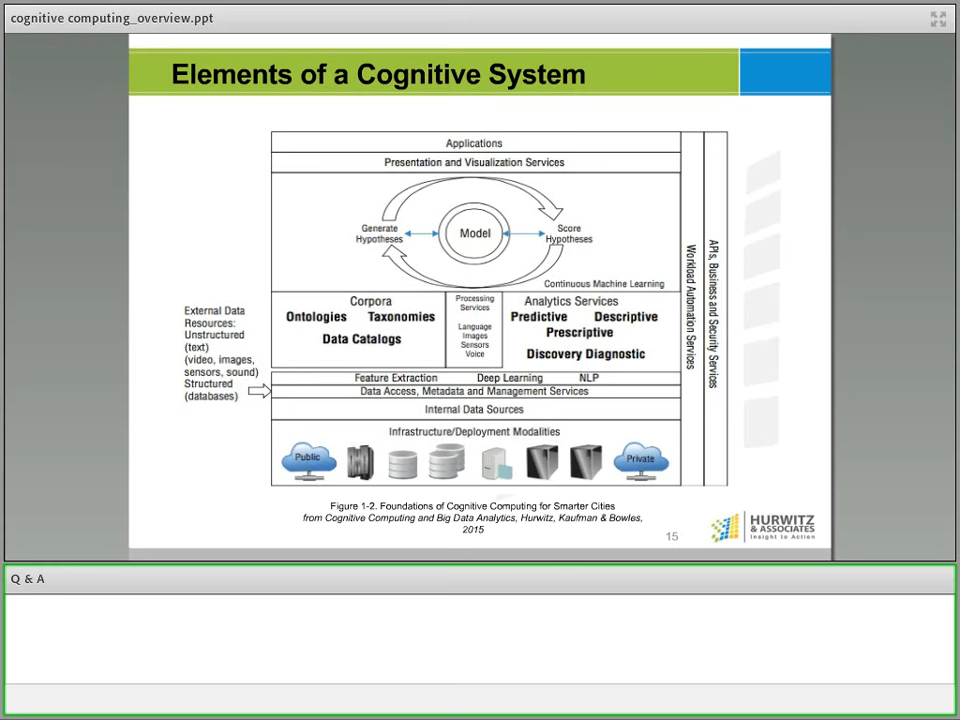 cognitive computing_overview.ppt
Elements of a Cognitive System
Applications
Presentation and Visualization Services
Generate
Hypotheses
Model
Score
Hypotheses
Continuous Machine Learning
Corpora
Ontologies Taxonomies
Data Catalogs
Processing
Services
Language
Images
Sensors
Voice
Analytics Services
Predictive Descriptive
Prescriptive
Discovery Diagnostic
Workload Automation Services
APIs, Business and Security Services
External Data
Resources:
Unstructured
(text)
(video, images,
sensors, sound)
Structured
(databases)
Feature Extraction Deep Learning NLP
Data Access, Metadata and Management Services
Internal Data Sources
Infrastructure/Deployment Modalities
Public
Private
Figure 1-2. Foundations of Cognitive Computing for Smarter Cities
from Cognitive Computing and Big Data Analytics, Hurwitz, Kaufman & Bowles,
2015
15
HURWITZ
& ASSOCIATES
Insight to Action
Q & A